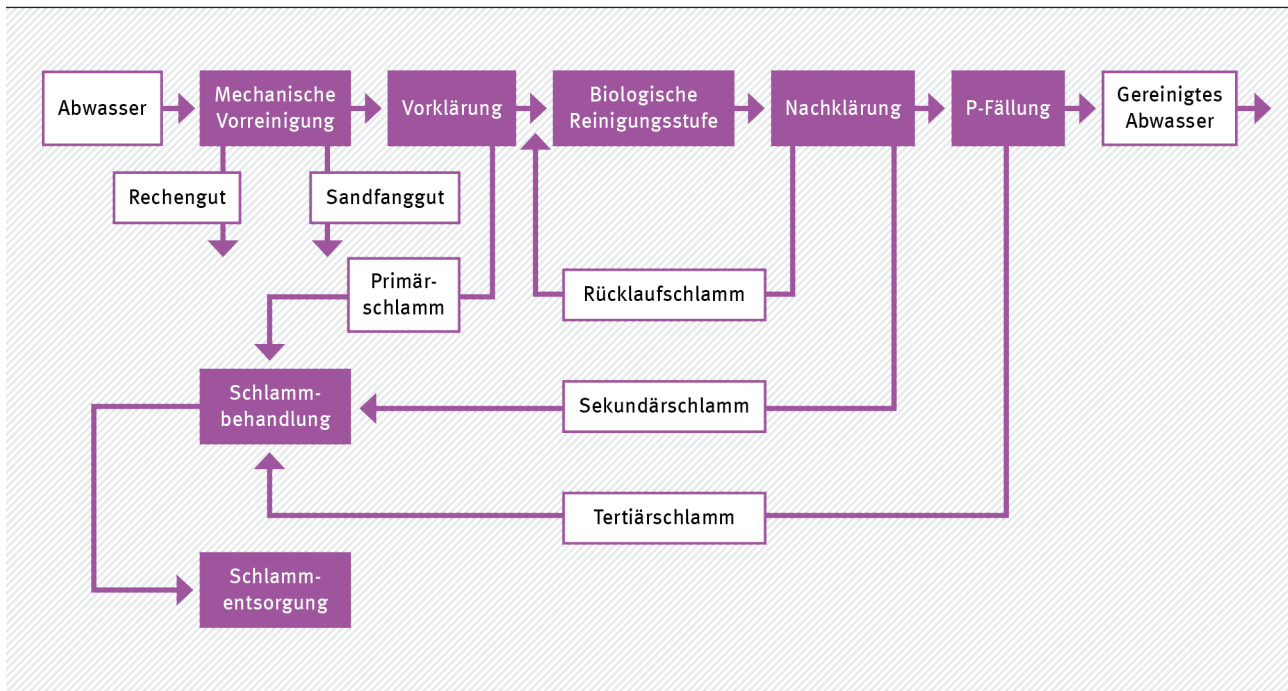 Abwasser
Mechanische
Vorreinigung
Vorklärung
Biologische
Reinigungsstufe
Nachklärung
P-Fällung
Gereinigtes
Abwasser
Rechengut
Sandfanggut
Primär-
schlamm
Rücklaufschlamm
Schlamm-
behandlung
Sekundärschlamm
Tertiärschlamm
Schlamm-
entsorgung